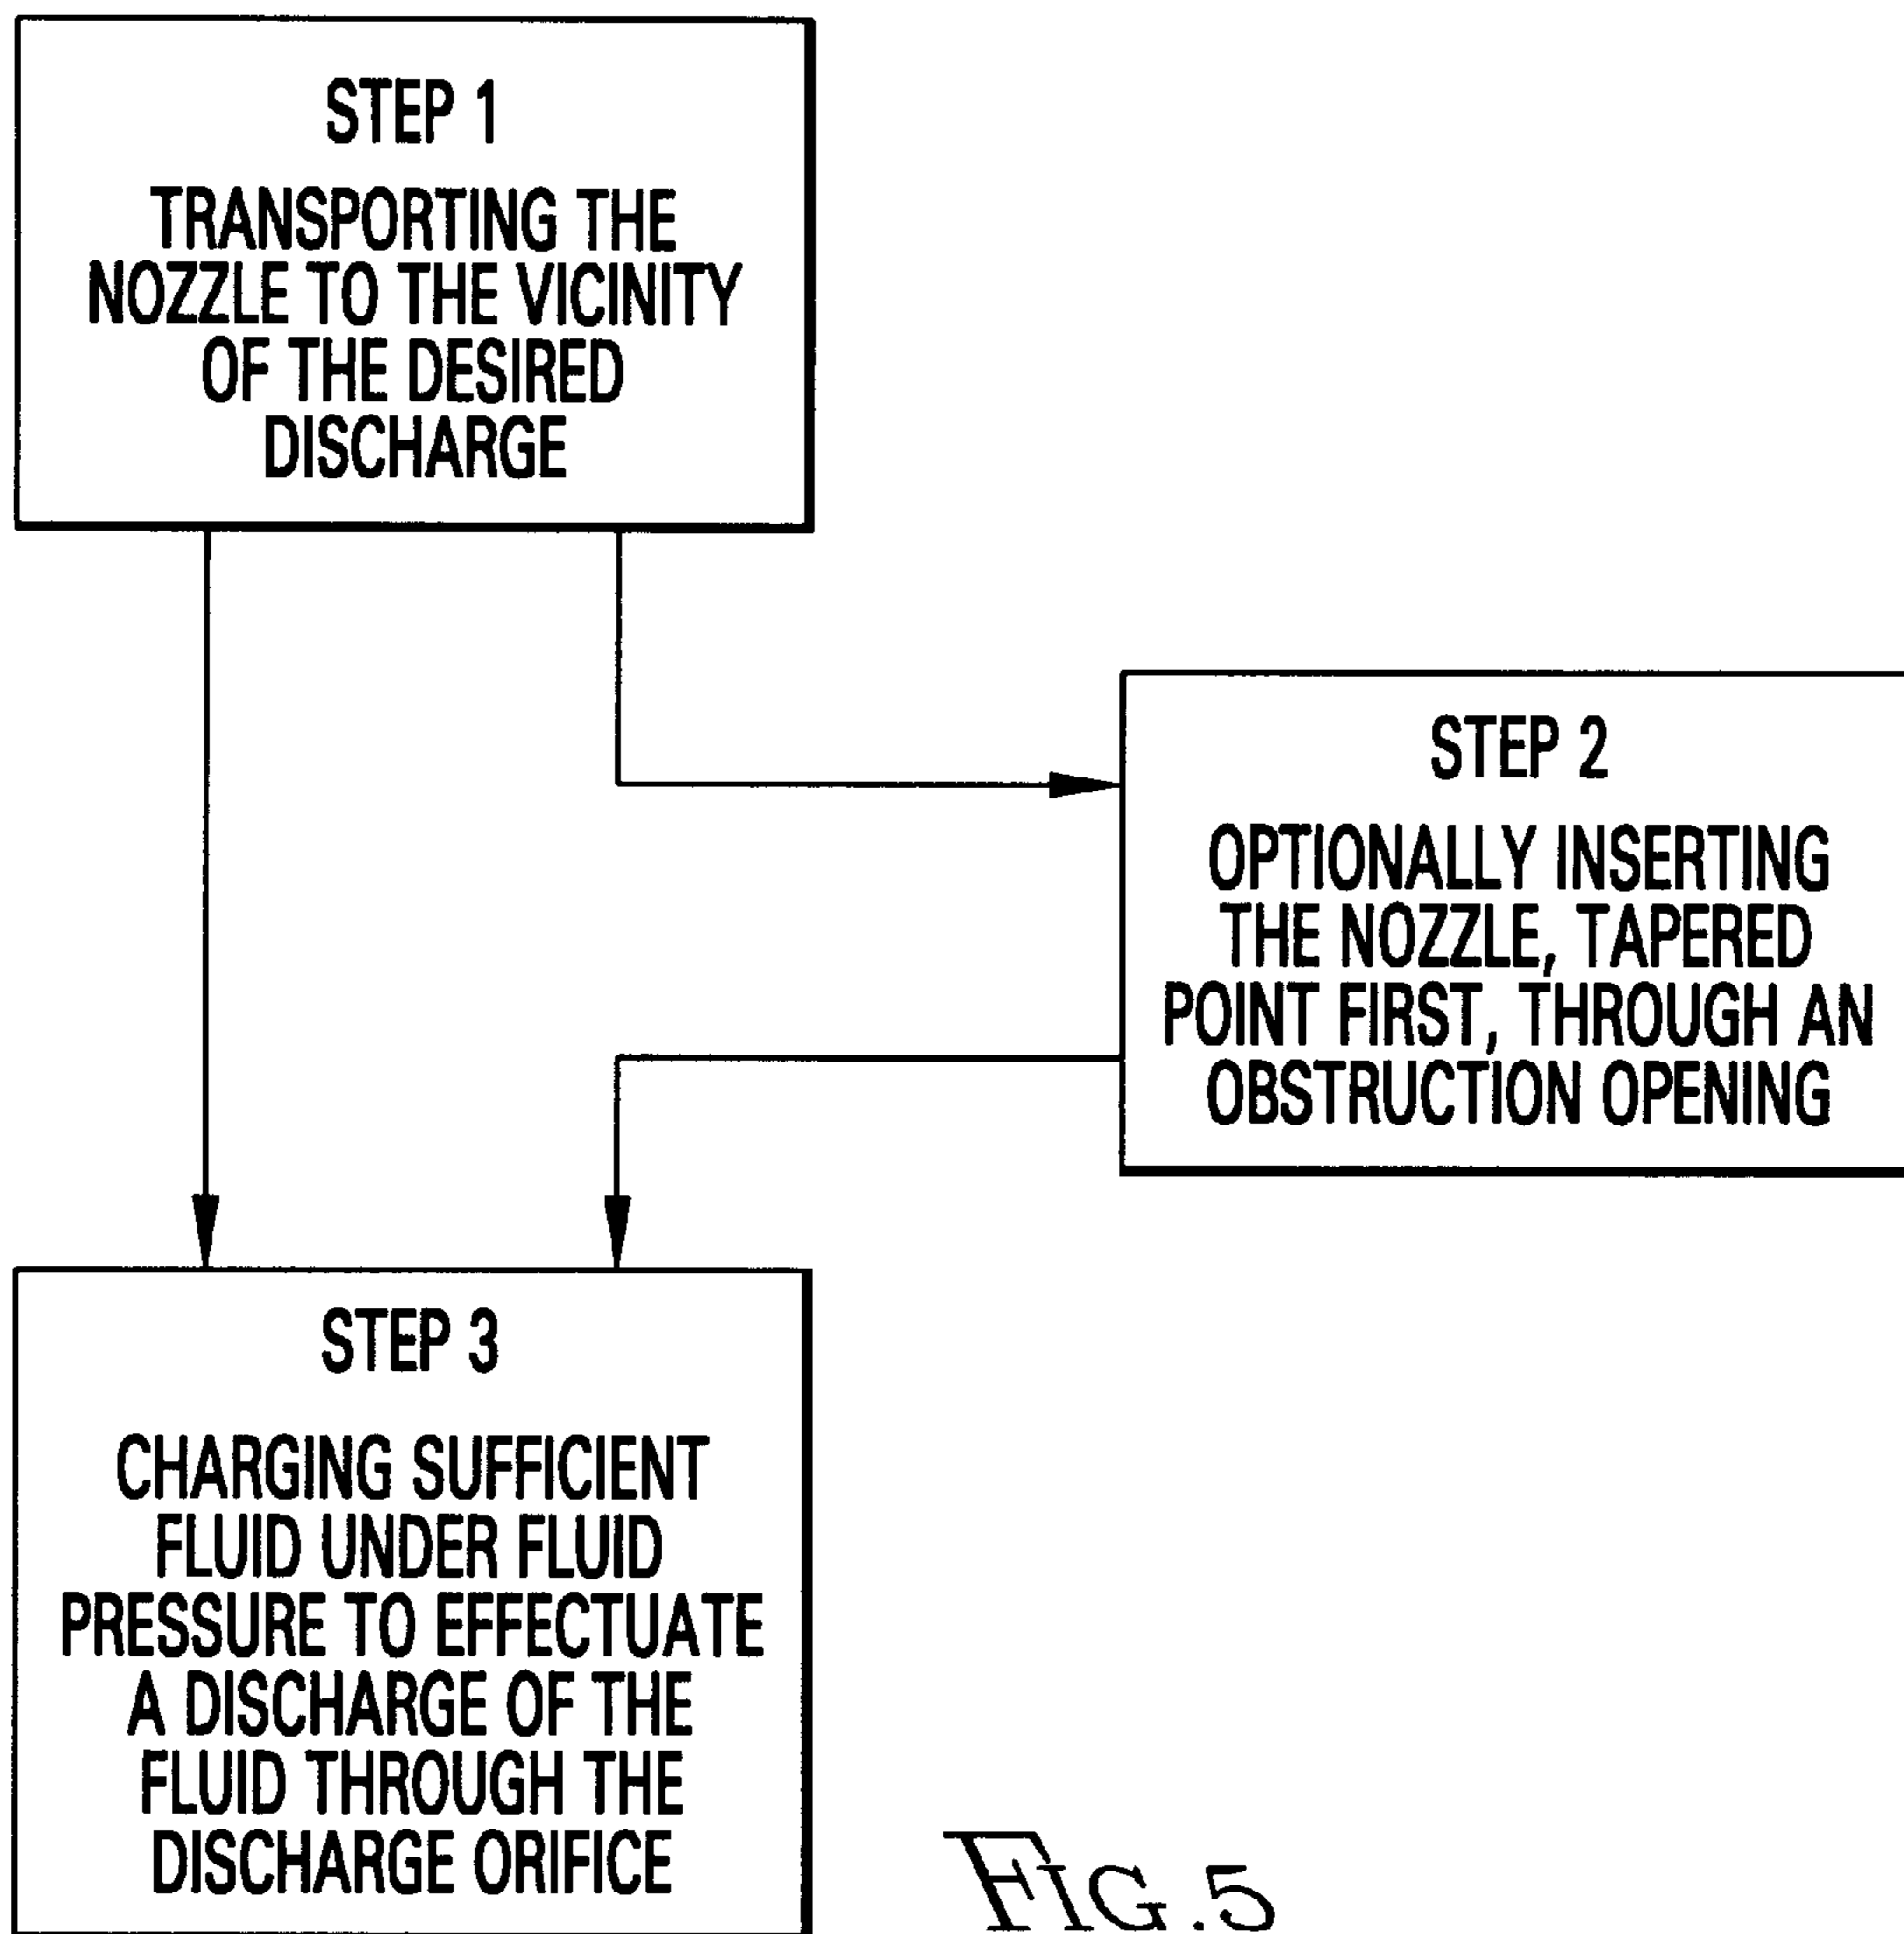 STEP 1
TRANSPORTING THE
NOZZLE TO THE VICINITY
OF THE DESIRED
DISCHARGE
STEP 2
OPTIONALLY INSERTING
THE NOZZLE, TAPERED
POINT FIRST, THROUGH AN
OBSTRUCTION OPENING
STEP 3
CHARGING SUFFICIENT
FLUID UNDER FLUID
PRESSURE TO EFFECTUATE
A DISCHARGE OF THE
FLUID THROUGH THE
DISCHARGE ORIFICE
FIG.5